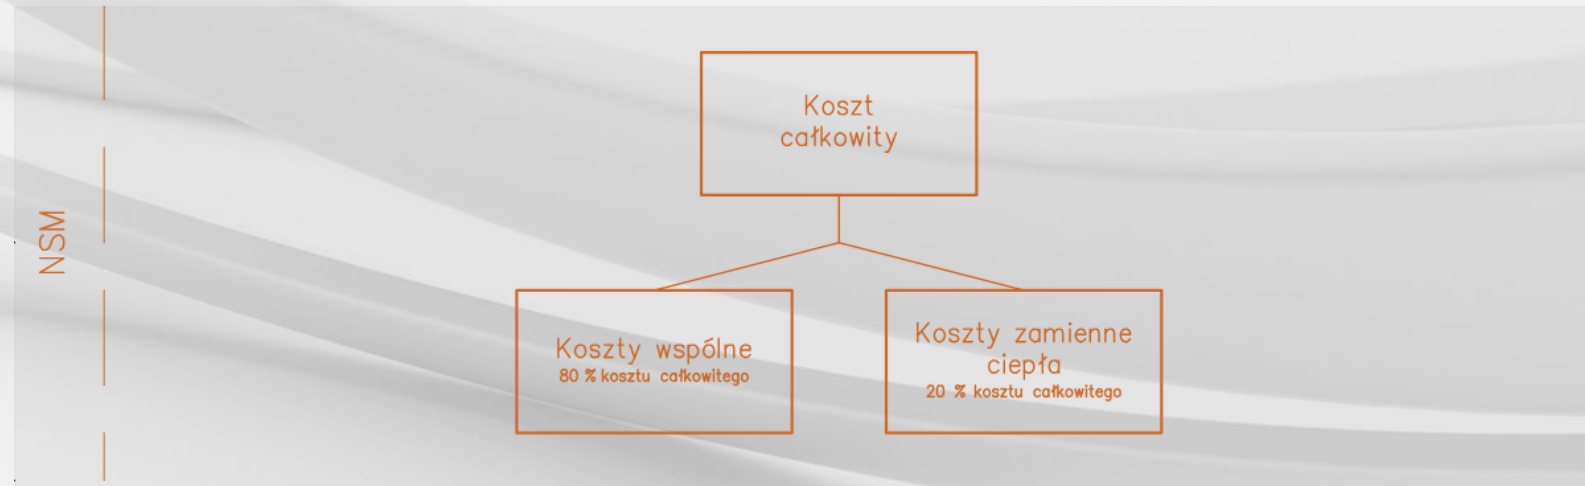 NSM
Koszt
całkowity
Koszty wspólne
80 % kosztu całkowitego
Koszty zamienne
ciepła
20 % kosztu całkowitego